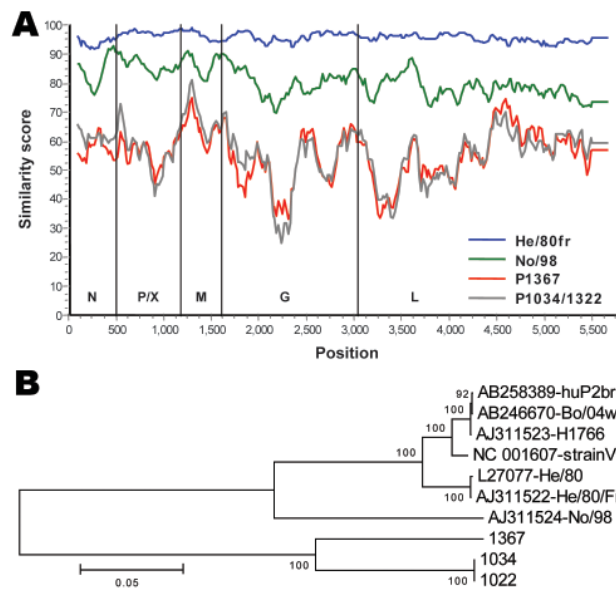 A
100
90
80
70
60
50
40
30
20
10
0
Similarity score
He/80fr
No/98
P1367
P1034/1322
N P/X M G L
0 500 1,000 1,500 2,000 2,500 3,000 3,500 4,000 4,500 5,000 5,500
Position
B
92
AB258389-huP2br
100
AB246670-Bo/04w
100
AJ311523-H1766
100
NC 001607-strainV
L27077-He/80
100
AJ311522-He/80/F
AJ311524-No/98
1367
100
1034
100
1022
0.05